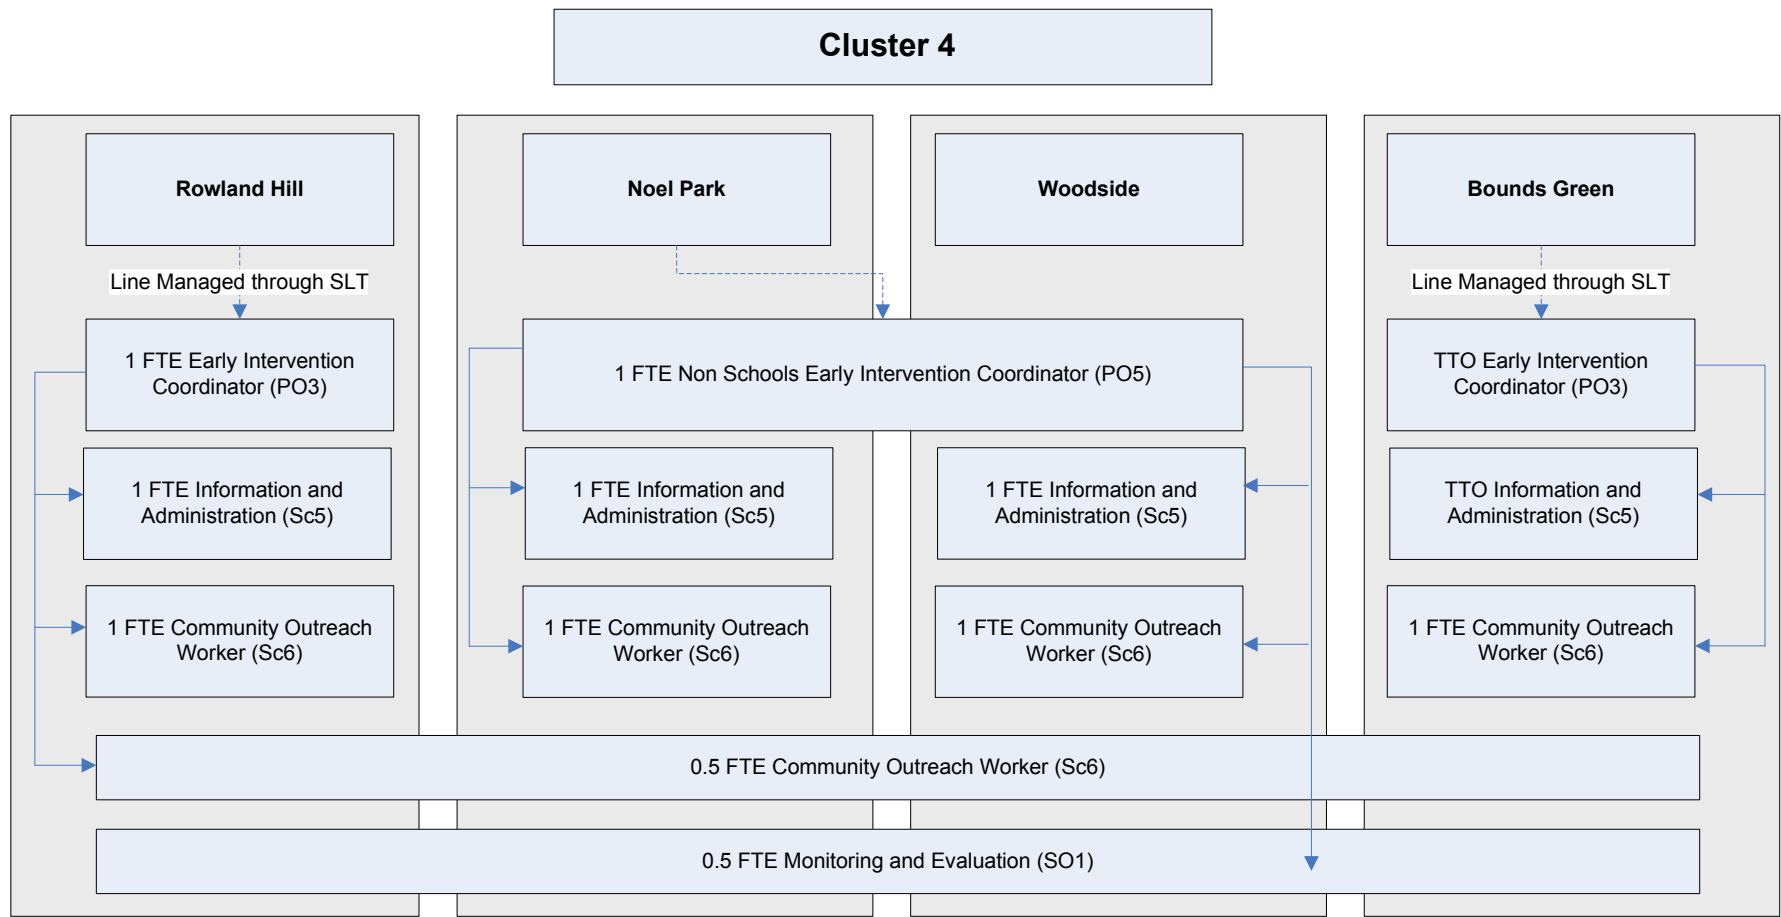 Cluster 4
Rowland Hill
Noel Park
Woodside
Bounds Green
Line Managed through SLT
Line Managed through SLT
1 FTE Early Intervention
Coordinator (PO3)
1 FTE Non Schools Early Intervention Coordinator (PO5)
TTO Early Intervention
Coordinator (PO3)
1 FTE Information and
Administration (Sc5)
1 FTE Information and
Administration (Sc5)
1 FTE Information and
Administration (Sc5)
TTO Information and
Administration (Sc5)
1 FTE Community Outreach
Worker (Sc6)
1 FTE Community Outreach
Worker (Sc6)
1 FTE Community Outreach
Worker (Sc6)
1 FTE Community Outreach
Worker (Sc6)
0.5 FTE Community Outreach Worker (Sc6)
0.5 FTE Monitoring and Evaluation (SO1)